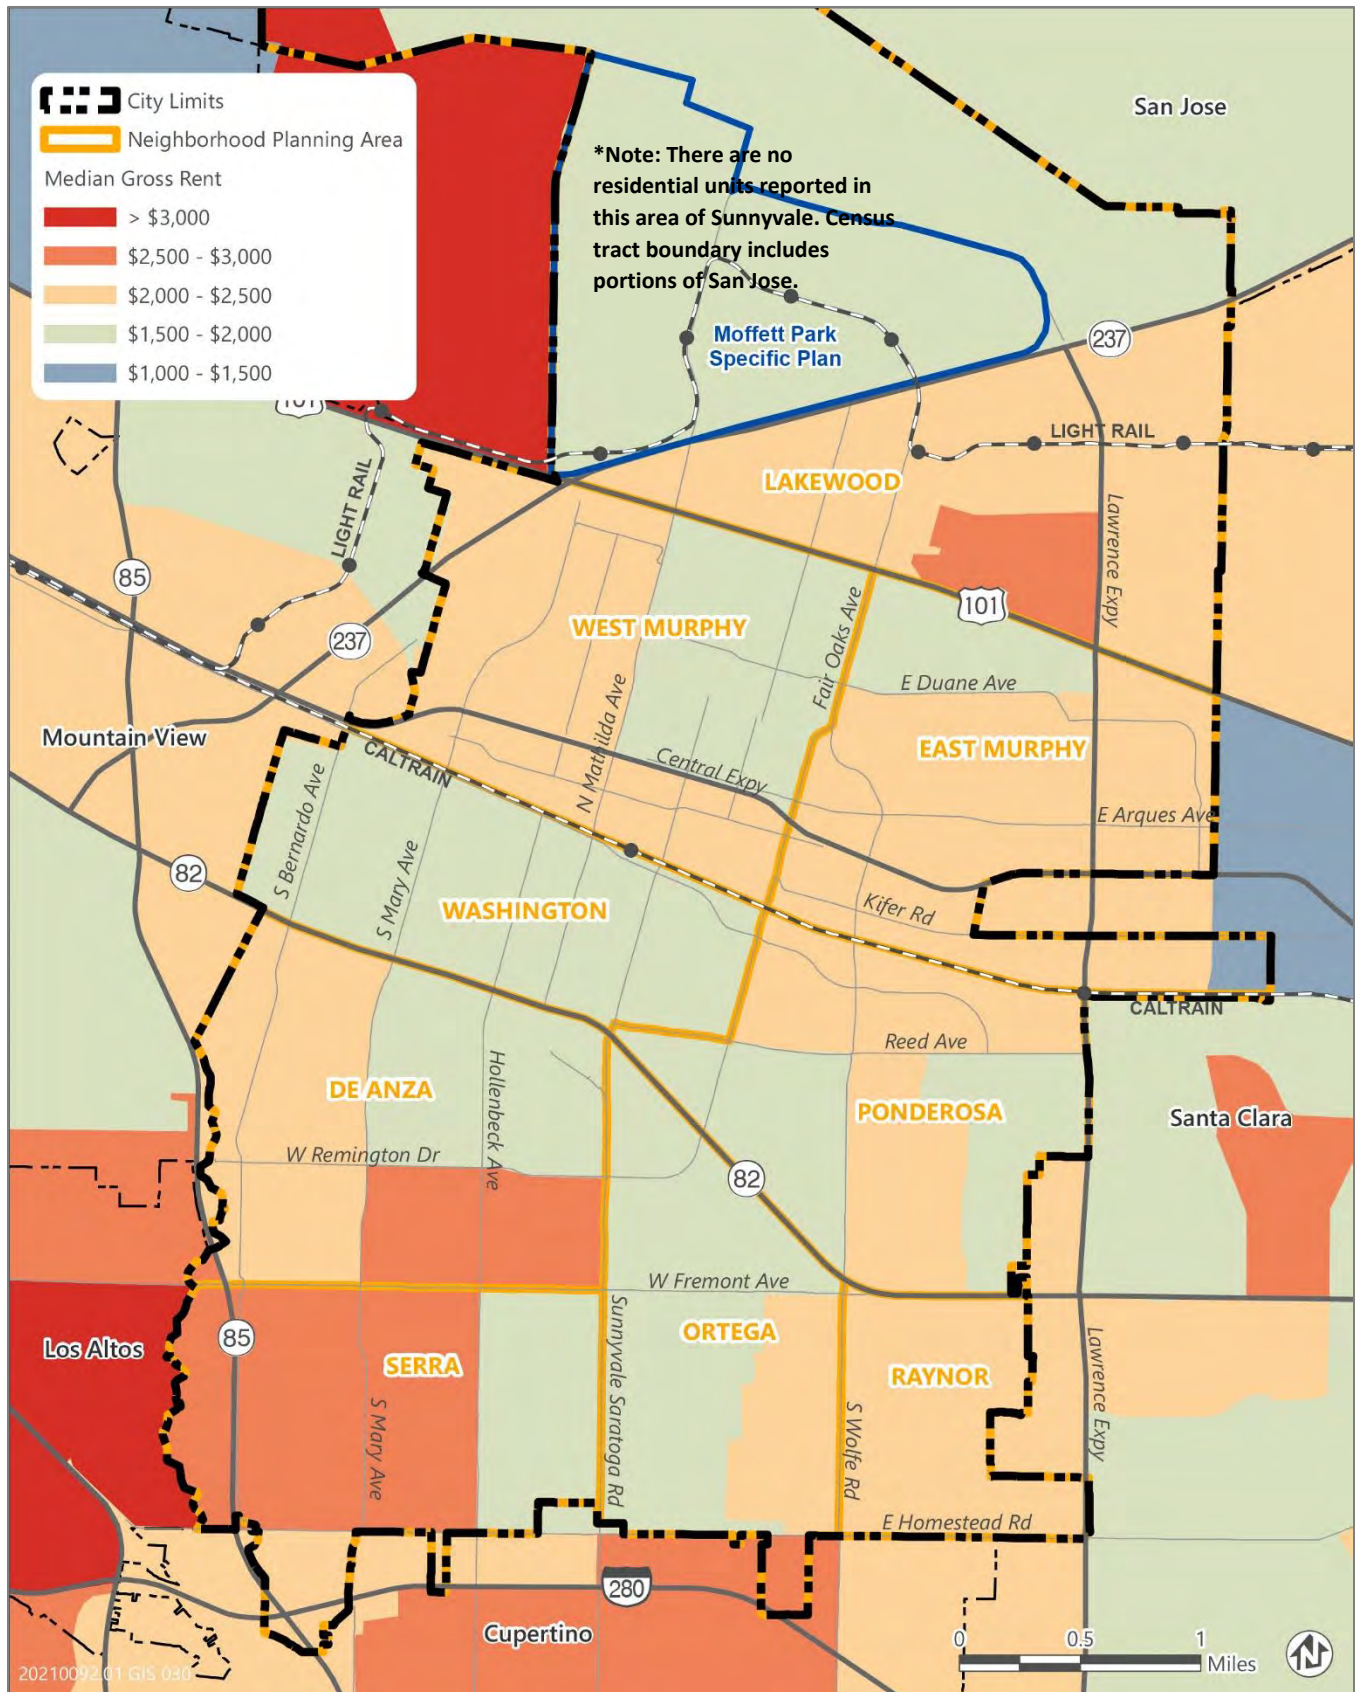 City Limits
Neighborhood Planning Area
Median Gross Rent
> $3,000
$2,500 - $3,000
$2,000 - $2,500
$1,500 - $2,000
$1,000 - $1,500
San Jose
*Note: There are no
residential units reported in
this area of Sunnyvale. Census
tract boundary includes
portions of San Jose.
Moffett Park
Specific Plan
237
101
LIGHT RAIL
LAKEWOOD
LIGHT RAIL
Lawrence Expy
85
101
WEST MURPHY
Fair Oaks Ave
237
E Duane Ave
N Mathilda Ave
Mountain View
CALTRAIN
EAST MURPHY
Central Expy
S Bernardo Ave
E Arques Ave
82
S Mary Ave
WASHINGTON
Kifer Rd
CALTRAIN
Reed Ave
DE ANZA
Hollenbeck Ave
PONDEROSA
Santa Clara
W Remington Dr
82
W Fremont Ave
Los Altos
85
SERRA
Sunnyvale Saratoga Rd
ORTEGA
RAYNOR
Lawrence Expy
S Mary Ave
S Wolfe Rd
E Homestead Rd
280
Cupertino
0 0.5 1
Miles
N
20210092.01 GIS 030